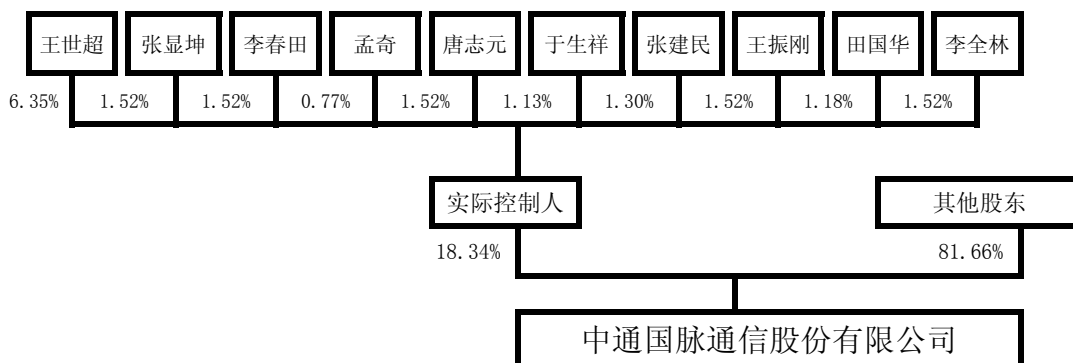 王世超 张显坤 李春田 孟奇 唐志元 于生祥 张建民 王振刚 田国华 李全林
6.35% 1.52% 1.52% 0.77% 1.52% 1.13% 1.30% 1.52% 1.18% 1.52%
实际控制人 其他股东
18.34% 81.66%
中通国脉通信股份有限公司